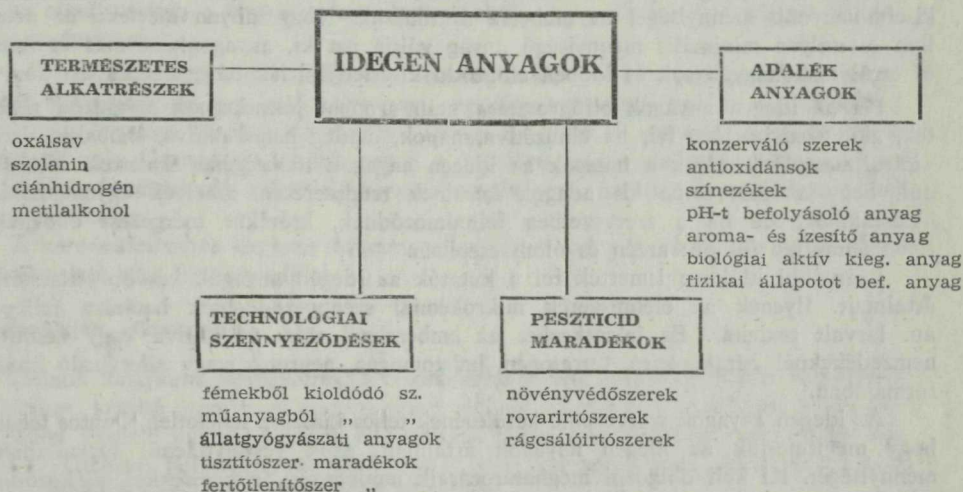 IDEGEN ANYAGOK
TERMÉSZETES
ALKATRÉSZEK
oxálsav
szolanin
ciánhidrogén
metilalkohol
ADALÉK
ANYAGOK
konzerváló szerek
antioxidánsok
színezékek
pH-t befolyásoló anyag
aroma- és ízesítő anyag
biológiai aktív kieg. anyag
fizikai állapotot bef. anyag
TECHNOLÓGIAI
SZENNYEZŐDÉSEK
fémekből kioldódó sz.
műanyagból „ „
állatgyógyászati anyagok
tisztítószer maradékok
fertőtlenítőszer „
PESZTICID
MARADÉKOK
növényvédőszerek
rovarirtószerek
rágcsálóirtószerek